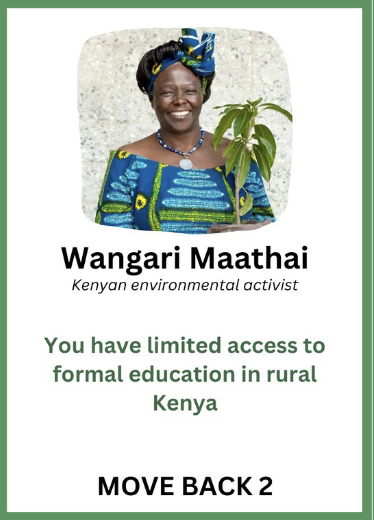 Wangari Maathai
Kenyan environmental activist
You have limited access to
formal education in rural
Kenya
MOVE BACK 2